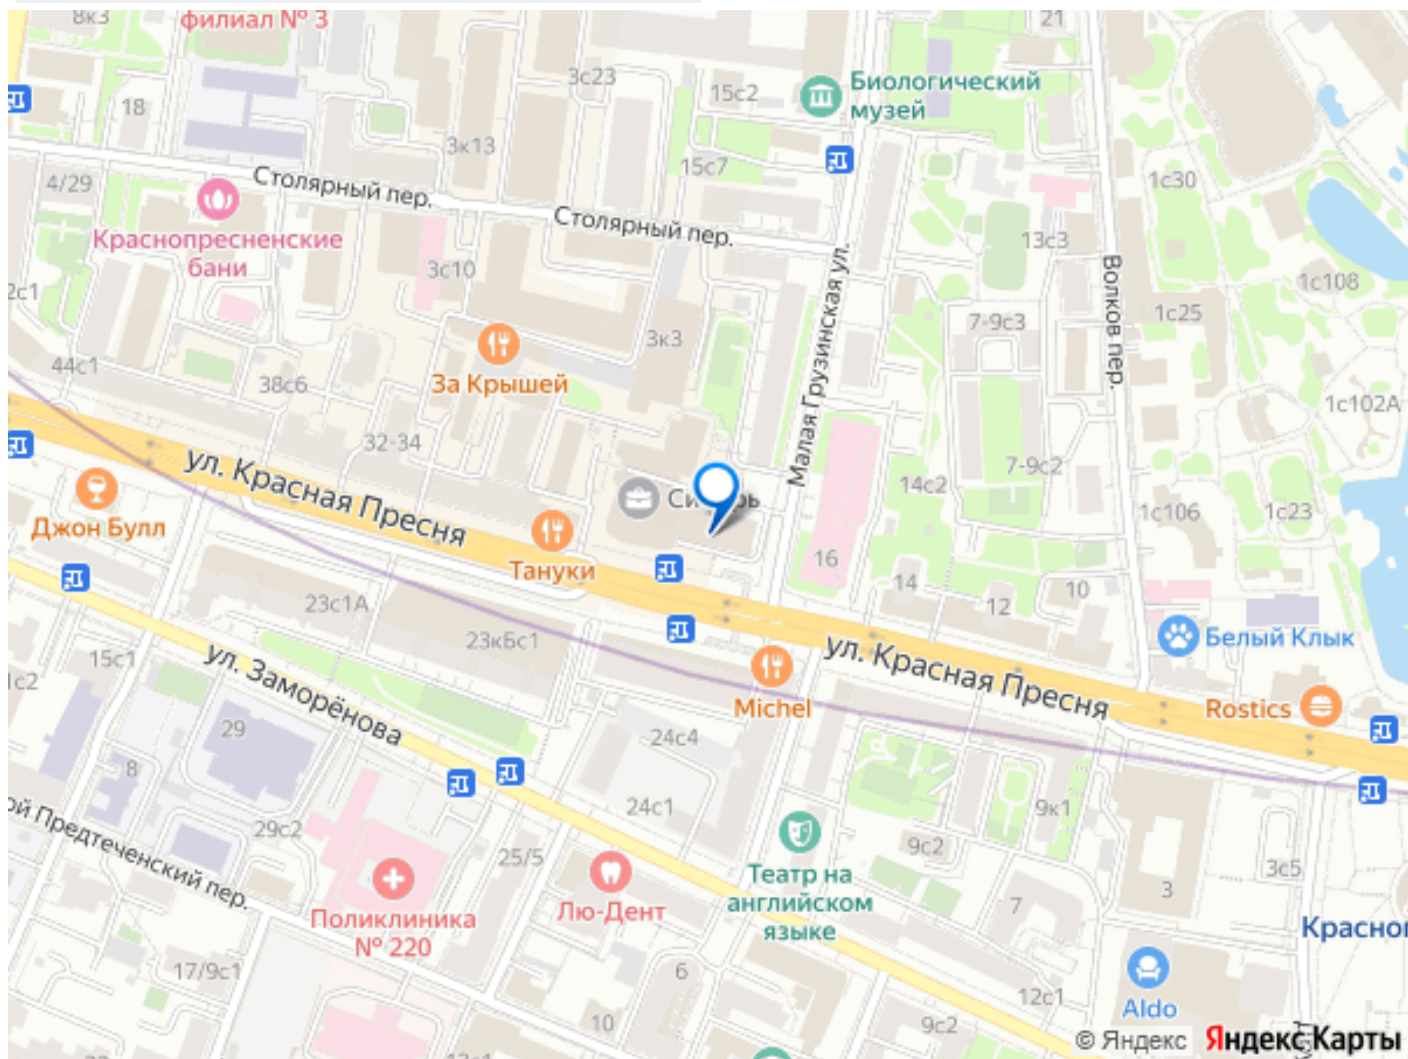 8к3
филиал № 3
21
18
3с23
15с2
Биологический
музей
3к13
15с7
4/29
Столярный пер.
Столярный пер.
1с30
Краснопресненские
бани
3с10
13с3
2с1
Малая Грузинская ул.
Волков пер.
1с108
1с25
7-9с3
3к3
44с1
38с6
За Крышей
1с102А
32-34
ул. Красная Пресня
7-9с2
14с2
Джон Булл
Тануки
1с106
1с23
16
14
12
10
23с1А
23кБс1
Белый Клык
15с1
1с2
ул. Заморёнова
ул. Красная Пресня
Michel
Rostics
29
24с4
8
24с1
9к1
ой Предтеченский пер.
29с2
25/5
9с2
3с5
Театр на
английском
языке
3
7
Поликлиника
№ 220
Лю-Дент
17/9с1
6
12с1
Aldo
10
9с2
© Яндекс Яндекс Карты